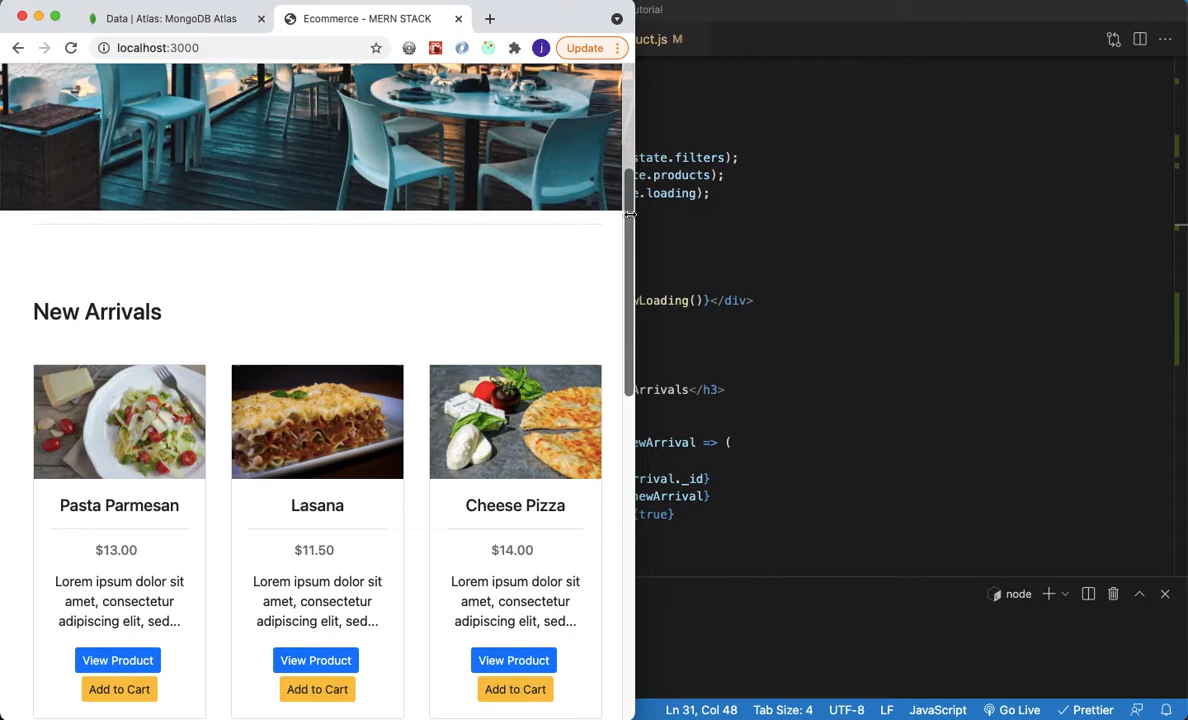 Data | Atlas: MongoDB Atlas
Ecommerce - MERN STACK
localhost:3000
j
Update
New Arrivals
Pasta Parmesan
$13.00
Lorem ipsum dolor sit
amet, consectetur
adipiscing elit, sed...
View Product
Add to Cart
Lasana
$11.50
Lorem ipsum dolor sit
amet, consectetur
adipiscing elit, sed...
View Product
Add to Cart
Cheese Pizza
$14.00
Lorem ipsum dolor sit
amet, consectetur
adipiscing elit, sed...
View Product
Add to Cart
utorial
uct.js M
state.filters);
te.products);
e.loading);
wLoading()}</div>
Arrivals</h3>
ewArrival => (
rrival._id}
newArrival}
{true}
node
Ln 31, Col 48 Tab Size: 4 UTF-8 LF JavaScript Go Live Prettier